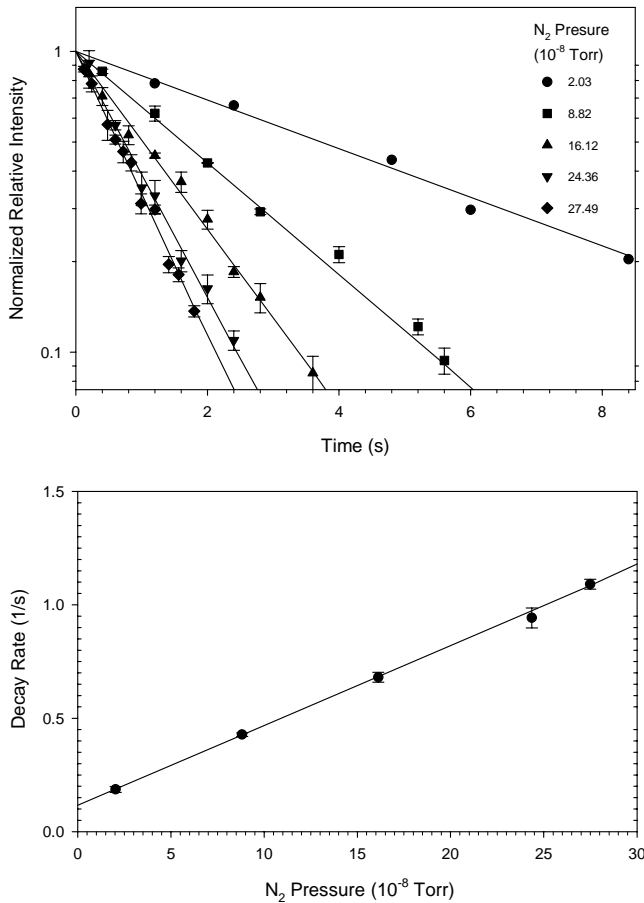 N2 Presure
(10-8 Torr)
2.03
8.82
16.12
24.36
27.49
Normalized Relative Intensity
1
0.1
0 2 4 6 8
Time (s)
Decay Rate (1/s)
1.5
1.0
0.5
0.0
0 5 10 15 20 25 30
N2 Pressure (10-8 Torr)